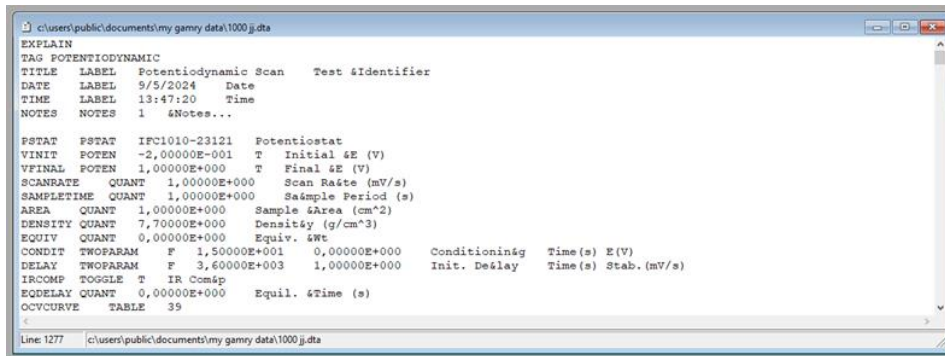 c:\users\public\documents\my gamry data\1000 jj.dta
EXPLAIN
TAG POTENTIODYNAMIC
TITLE LABEL Potentiodynamic Scan Test &Identifier
DATE LABEL 9/5/2024 Date
TIME LABEL 13:47:20 Time
NOTES NOTES 1 &Notes...
PSTAT PSTAT IFC1010-23121 Potentiostat
VINIT POTEN -2,00000E-001 T Initial &E (V)
VFINAL POTEN 1,00000E+000 T Final &E (V)
SCANRATE QUANT 1,00000E+000 Scan Ra&te (mV/s)
SAMPLETIME QUANT 1,00000E+000 Sa&mple Period (s)
AREA QUANT 1,00000E+000 Sample &Area (cm^2)
DENSITY QUANT 7,70000E+000 Densit&y (g/cm^3)
EQUIV QUANT 0,00000E+000 Equiv. &Wt
CONDIT TWOPARAM F 1,50000E+001 0,00000E+000 Conditionin&g Time(s) E(V)
DELAY TWOPARAM F 3,60000E+003 1,00000E+000 Init. De&lay Time(s) Stab.(mV/s)
IRCOMP TOGGLE T IR Com&p
EQDELAY QUANT 0,00000E+000 Equil. &Time (s)
OCVCURVE TABLE 39
Line: 1277 c:\users\public\documents\my gamry data\1000 jj.dta